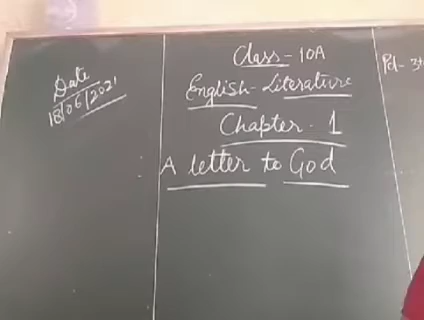 Date
18/06/2021
Class - 10A
English - Literature
Chapter - 1
A letter to God